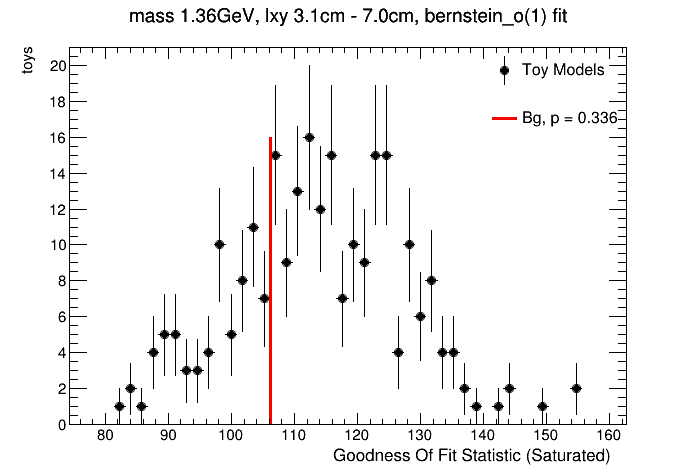 mass 1.36GeV, lxy 3.1cm - 7.0cm, bernstein_o(1) fit
toys
Toy Models
Bg, p = 0.336
20
18
16
14
12
10
8
6
4
2
0
80 90 100 110 120 130 140 150 160
Goodness Of Fit Statistic (Saturated)